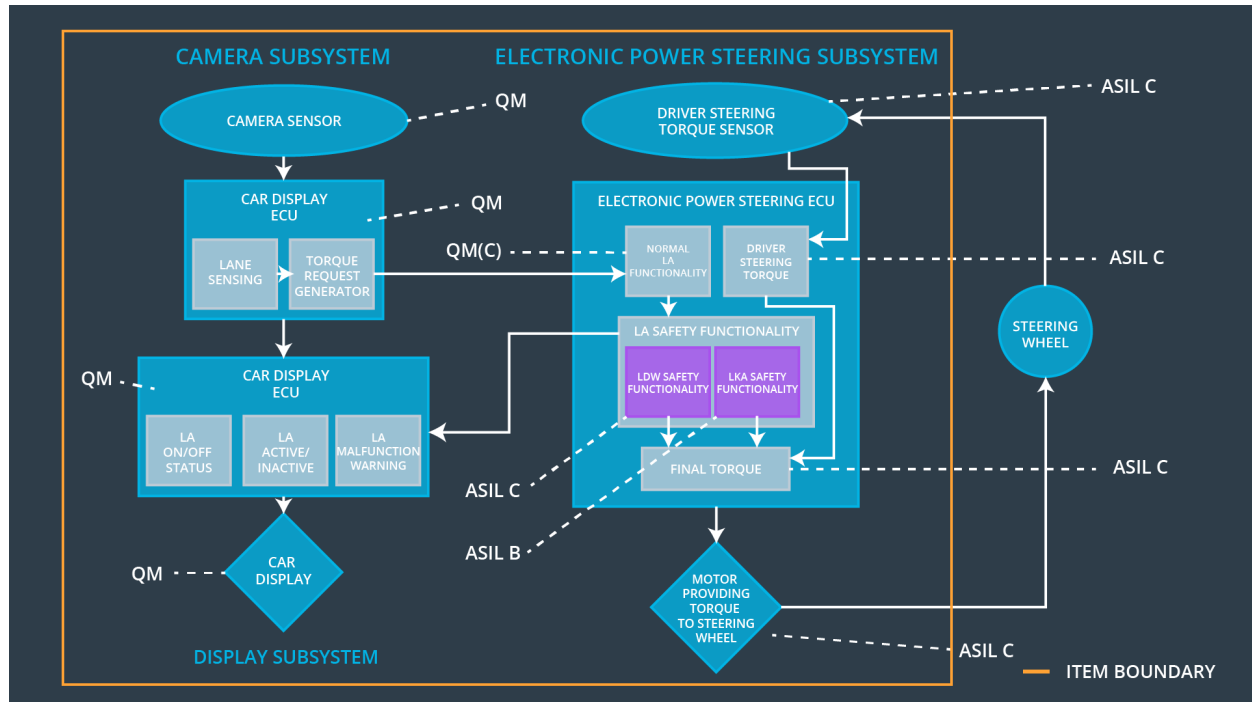 CAMERA SUBSYSTEM
ELECTRONIC POWER STEERING SUBSYSTEM
CAMERA SENSOR
QM
DRIVER STEERING
TORQUE SENSOR
ASIL C
CAR DISPLAY
ECU
QM
LANE
SENSING
TORQUE
REQUEST
GENERATOR
ELECTRONIC POWER STEERING ECU
QM(C)
NORMAL
LA
FUNCTIONALITY
DRIVER
STEERING
TORQUE
ASIL C
LA SAFETY FUNCTIONALITY
LDW SAFETY
FUNCTIONALITY
LKA SAFETY
FUNCTIONALITY
STEERING
WHEEL
QM
CAR DISPLAY
ECU
LA
ON/OFF
STATUS
LA
ACTIVE/
INACTIVE
LA
MALFUNCTION
WARNING
FINAL TORQUE
ASIL C
ASIL C
ASIL B
QM
CAR
DISPLAY
MOTOR
PROVIDING
TORQUE
TO STEERING
WHEEL
ASIL C
DISPLAY SUBSYSTEM
ITEM BOUNDARY